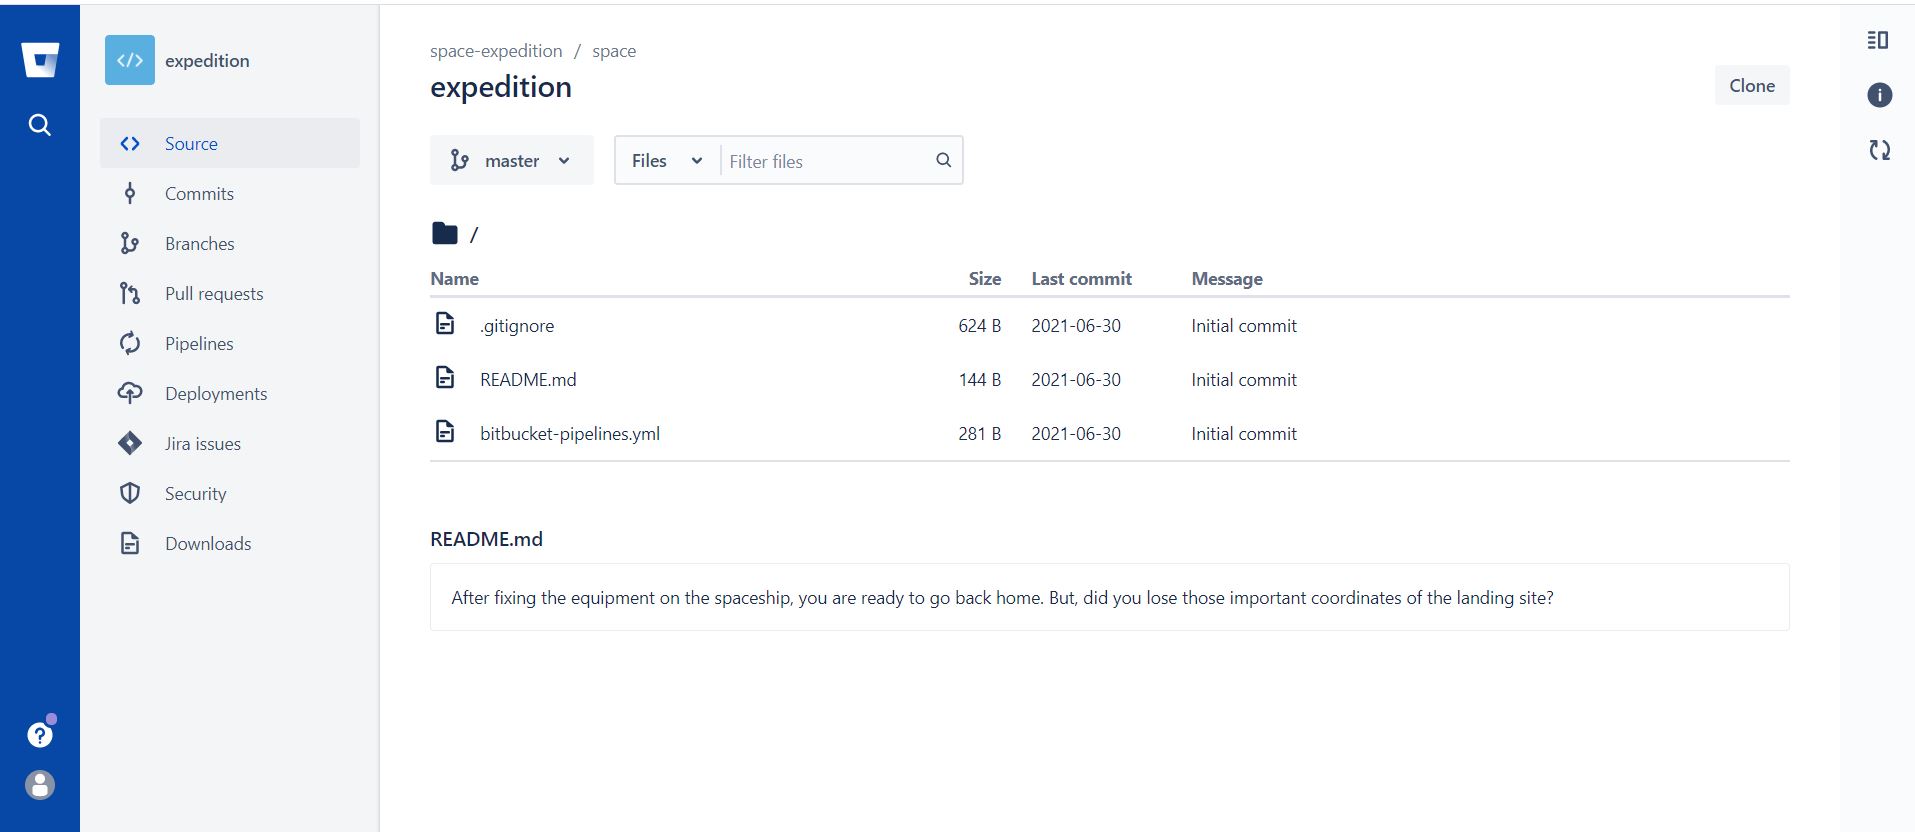 expedition
Source
Commits
Branches
Pull requests
Pipelines
Deployments
Jira issues
Security
Downloads
space-expedition / space
expedition
Clone
master
Files Filter files
/
Name Size Last commit Message
.gitignore 624 B 2021-06-30 Initial commit
README.md 144 B 2021-06-30 Initial commit
bitbucket-pipelines.yml 281 B 2021-06-30 Initial commit
README.md
After fixing the equipment on the spaceship, you are ready to go back home. But, did you lose those important coordinates of the landing site?